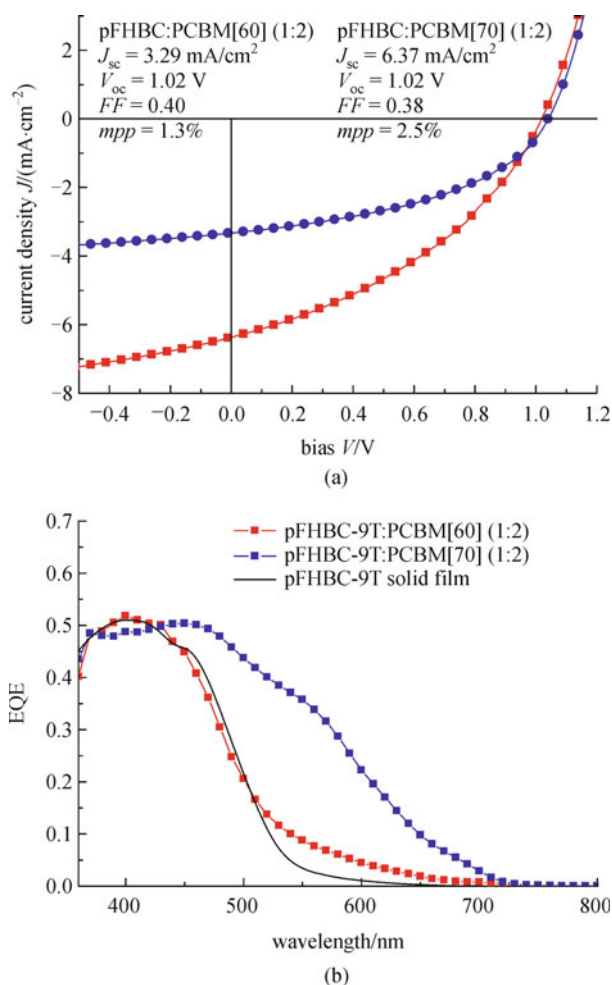 pFHBC:PCBM[60] (1:2)
Jsc = 3.29 mA/cm²
Voc = 1.02 V
FF = 0.40
mpp = 1.3%
pFHBC:PCBM[70] (1:2)
Jsc = 6.37 mA/cm²
Voc = 1.02 V
FF = 0.38
mpp = 2.5%
current density J/(mA·cm⁻²)
2
0
−2
−4
−6
−8
−0.4 −0.2 0.0 0.2 0.4 0.6 0.8 1.0 1.2
bias V/V
(a)
EQE
0.7
0.6
0.5
0.4
0.3
0.2
0.1
0.0
pFHBC-9T:PCBM[60] (1:2)
pFHBC-9T:PCBM[70] (1:2)
pFHBC-9T solid film
400 500 600 700 800
wavelength/nm
(b)